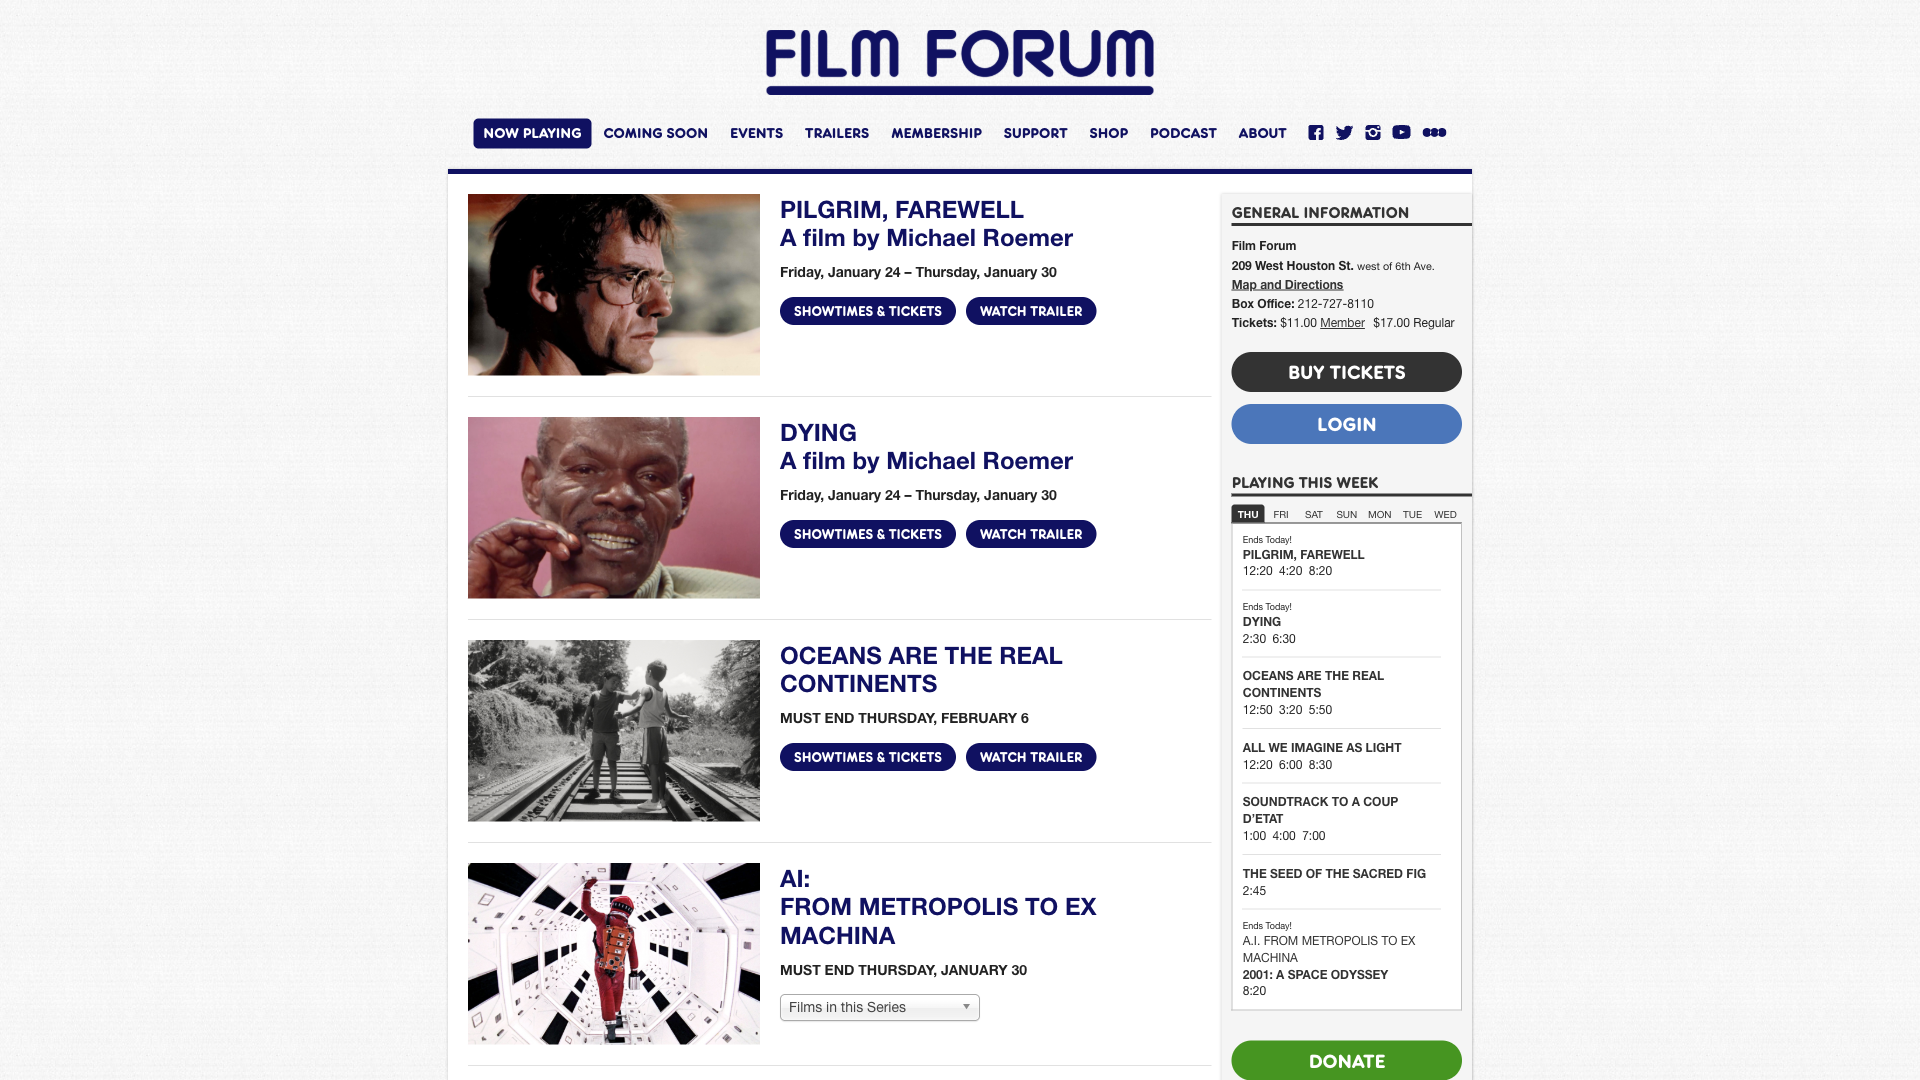 FILM FORUM
NOW PLAYING COMING SOON EVENTS TRAILERS MEMBERSHIP SUPPORT SHOP PODCAST ABOUT
PILGRIM, FAREWELL
A film by Michael Roemer
Friday, January 24 – Thursday, January 30
SHOWTIMES & TICKETS WATCH TRAILER
DYING
A film by Michael Roemer
Friday, January 24 – Thursday, January 30
SHOWTIMES & TICKETS WATCH TRAILER
OCEANS ARE THE REAL
CONTINENTS
MUST END THURSDAY, FEBRUARY 6
SHOWTIMES & TICKETS WATCH TRAILER
AI:
FROM METROPOLIS TO EX
MACHINA
MUST END THURSDAY, JANUARY 30
Films in this Series
GENERAL INFORMATION
Film Forum
209 West Houston St. west of 6th Ave.
Map and Directions
Box Office: 212-727-8110
Tickets: $11.00 Member $17.00 Regular
BUY TICKETS
LOGIN
PLAYING THIS WEEK
THU FRI SAT SUN MON TUE WED
Ends Today!
PILGRIM, FAREWELL
12:20 4:20 8:20
Ends Today!
DYING
2:30 6:30
OCEANS ARE THE REAL
CONTINENTS
12:50 3:20 5:50
ALL WE IMAGINE AS LIGHT
12:20 6:00 8:30
SOUNDTRACK TO A COUP
D’ETAT
1:00 4:00 7:00
THE SEED OF THE SACRED FIG
2:45
Ends Today!
A.I. FROM METROPOLIS TO EX
MACHINA
2001: A SPACE ODYSSEY
8:20
DONATE